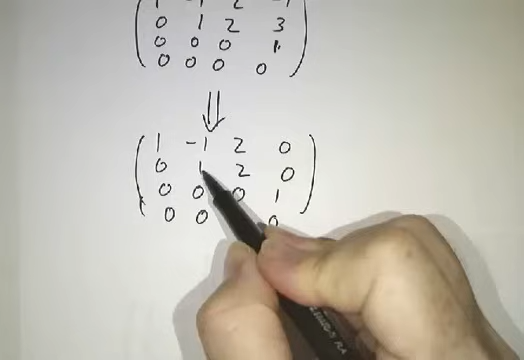 0 1 2 3
0 0 0 1
0 0 0 0
⇓
1 -1 2 0
0 1 2 0
0 0 0 1
0 0 0